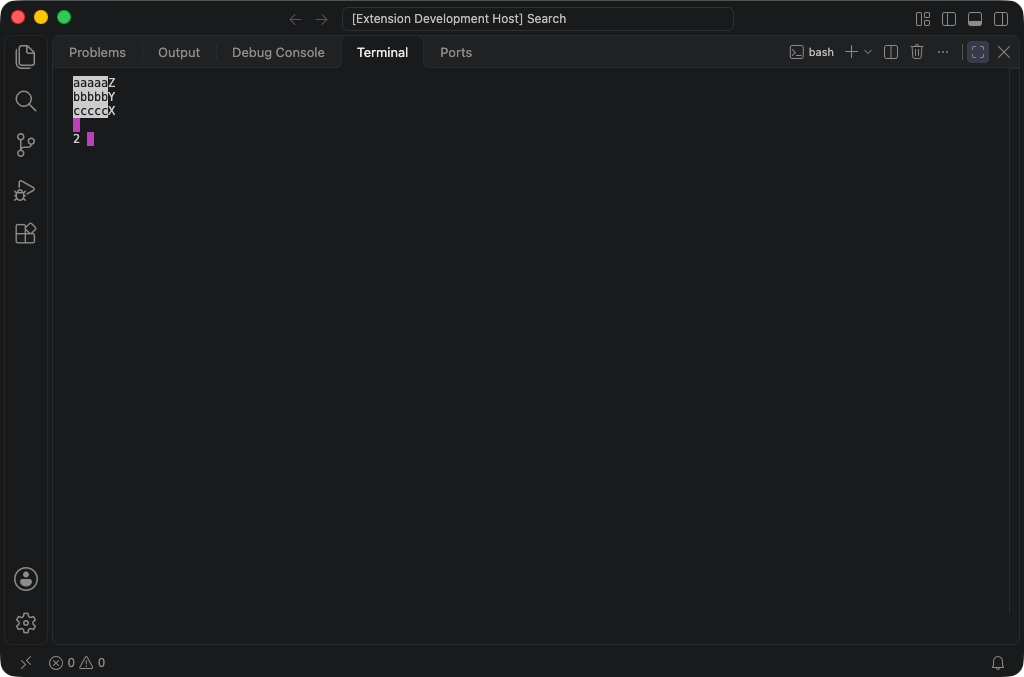 [Extension Development Host] Search
Problems Output Debug Console Terminal Ports bash
aaaaaZ
bbbbbY
cccccX
2
0 0